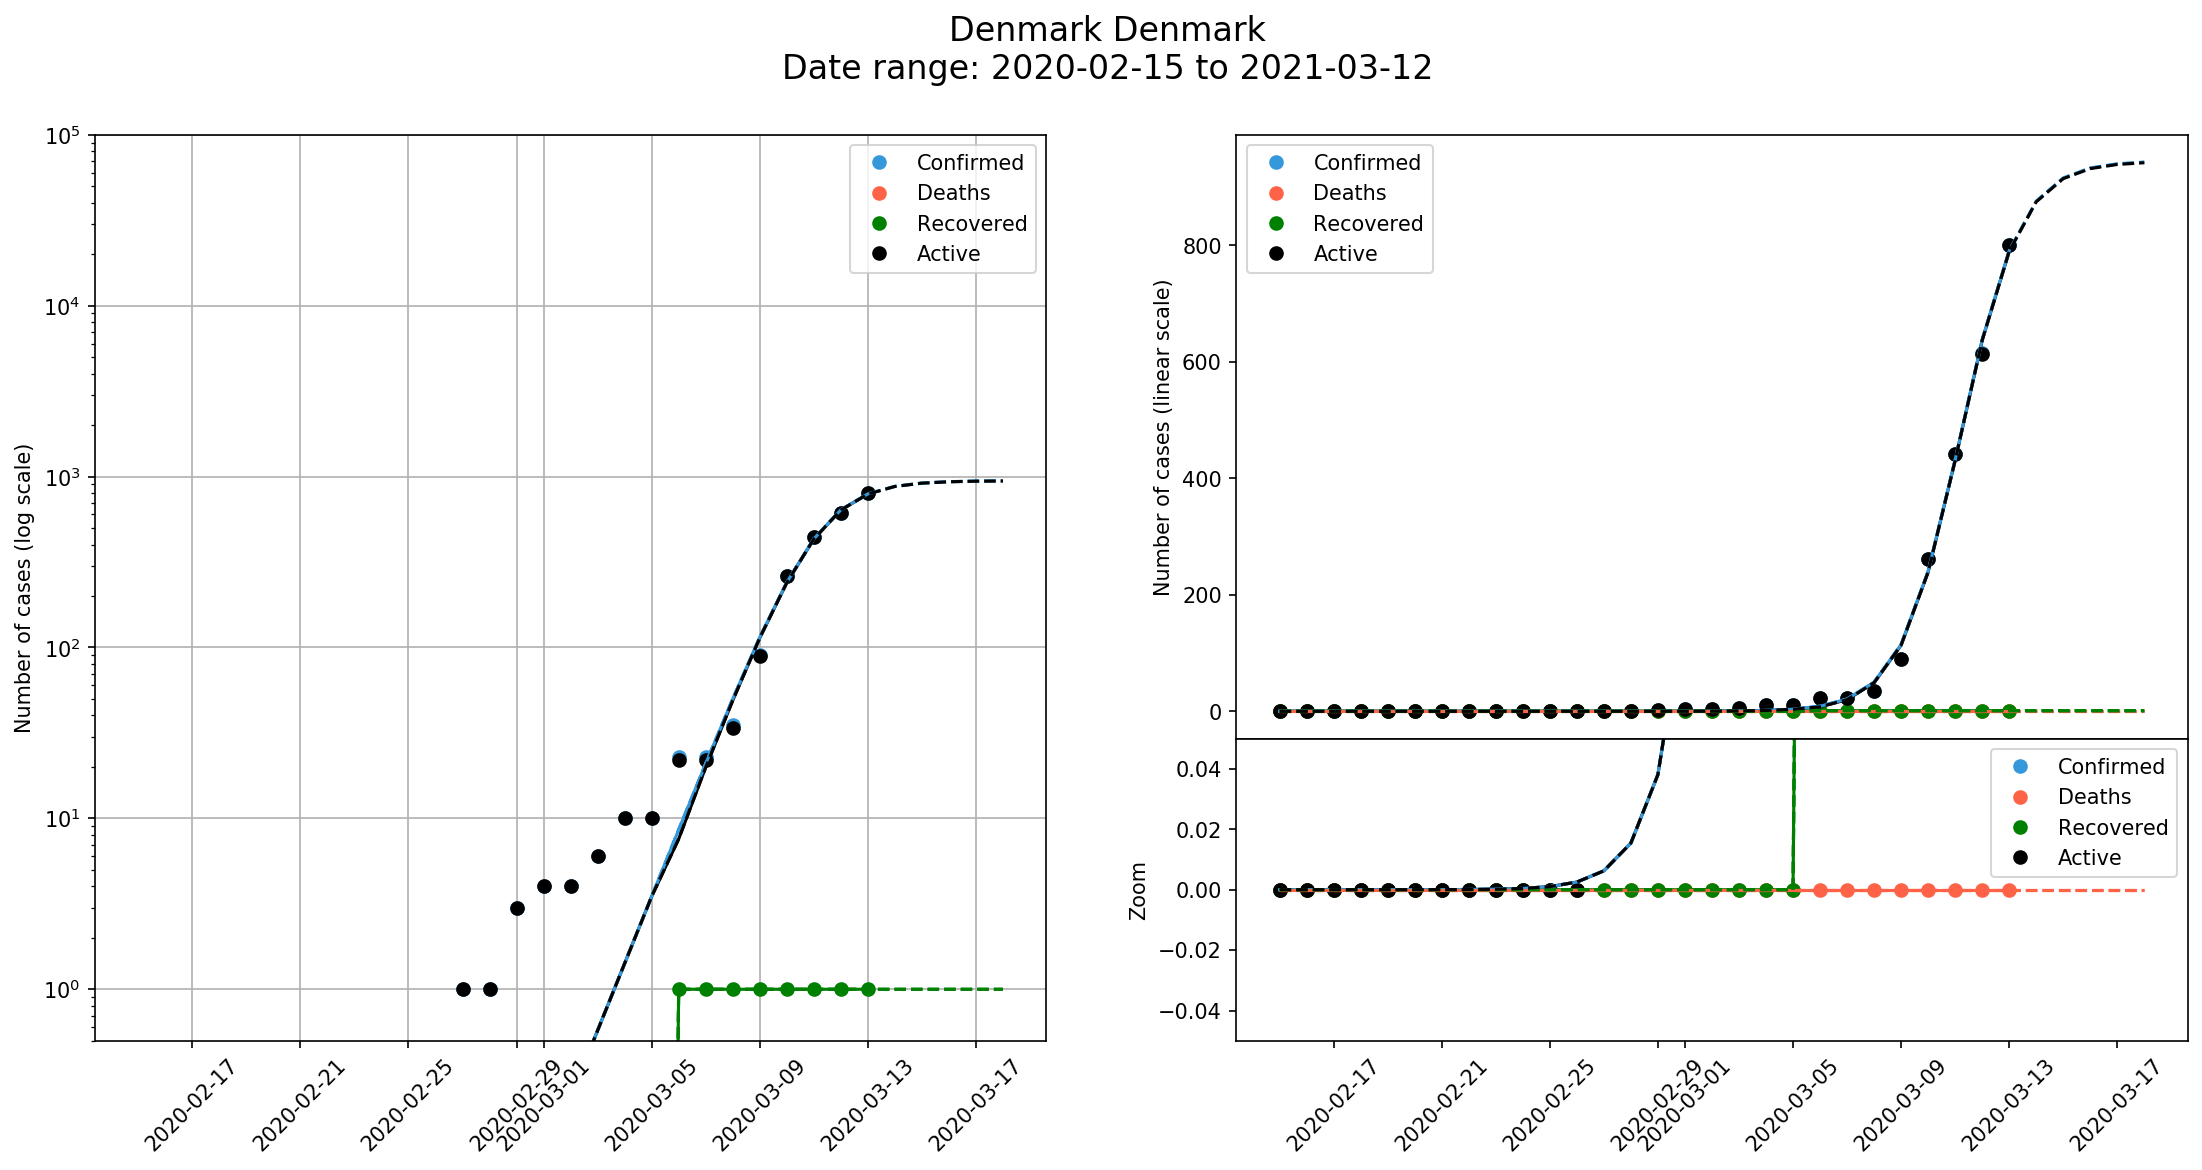 Denmark Denmark
Date range: 2020-02-15 to 2021-03-12
Number of cases (log scale)
10^5
10^4
10^3
10^2
10^1
10^0
Confirmed
Deaths
Recovered
Active
2020-02-17
2020-02-21
2020-02-25
2020-02-29
2020-03-01
2020-03-05
2020-03-09
2020-03-13
2020-03-17
Number of cases (linear scale)
800
600
400
200
0
Confirmed
Deaths
Recovered
Active
Zoom
0.04
0.02
0.00
−0.02
−0.04
Confirmed
Deaths
Recovered
Active
2020-02-17
2020-02-21
2020-02-25
2020-02-29
2020-03-01
2020-03-05
2020-03-09
2020-03-13
2020-03-17